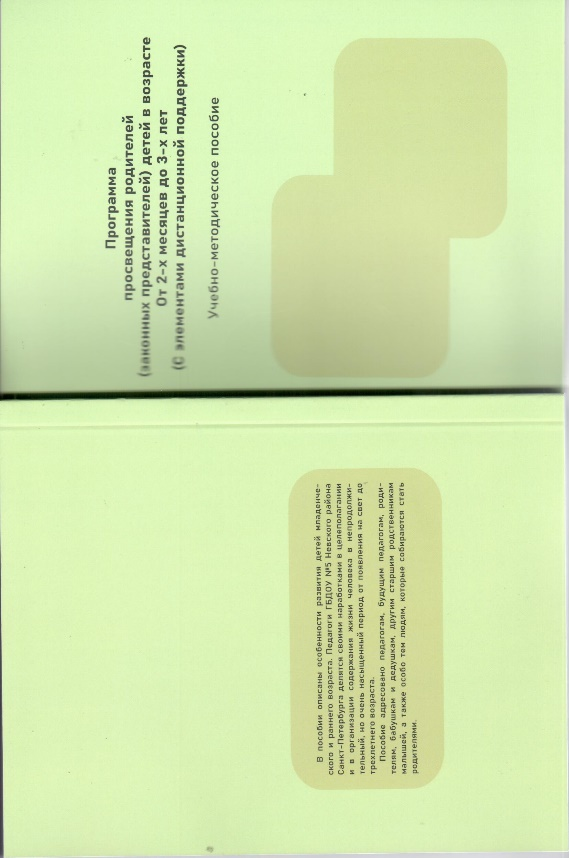 Программа
просвещения родителей
(законных представителей) детей в возрасте
От 2-х месяцев до 3-х лет
(С элементами дистанционной поддержки)
Учебно-методическое пособие
В пособии описаны особенности развития детей младенче-
ского и раннего возраста. Педагоги ГБДОУ №5 Невского района
Санкт-Петербурга делятся своими наработками в целеполагании
и в организации содержания жизни человека в непродолжи-
тельный, но очень насыщенный период от появления на свет до
трехлетнего возраста.
Пособие адресовано педагогам, будущим педагогам, роди-
телям, бабушкам и дедушкам, другим старшим родственникам
малышей, а также особо тем людям, которые собираются стать
родителями.